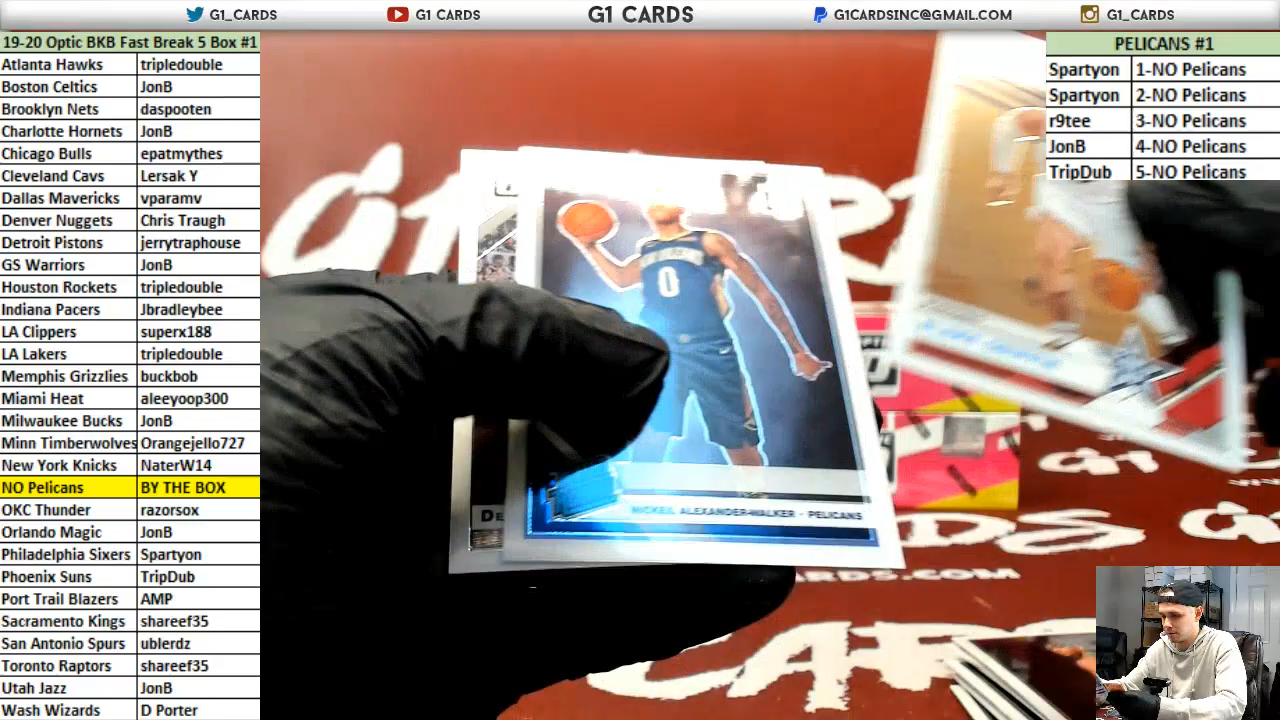 G1_CARDS
G1 CARDS
G1 CARDS
G1CARDSINC@GMAIL.COM
G1_CARDS
19-20 Optic BKB Fast Break 5 Box #1
Atlanta Hawks tripledouble
Boston Celtics JonB
Brooklyn Nets daspooten
Charlotte Hornets JonB
Chicago Bulls epatmythes
Cleveland Cavs Lersak Y
Dallas Mavericks vparamv
Denver Nuggets Chris Traugh
Detroit Pistons jerrytraphouse
GS Warriors JonB
Houston Rockets tripledouble
Indiana Pacers Jbradleybee
LA Clippers superx188
LA Lakers tripledouble
Memphis Grizzlies buckbob
Miami Heat aleeyoop300
Milwaukee Bucks JonB
Minn Timberwolves Orangejello727
New York Knicks NaterW14
NO Pelicans BY THE BOX
OKC Thunder razorsox
Orlando Magic JonB
Philadelphia Sixers Spartyon
Phoenix Suns TripDub
Port Trail Blazers AMP
Sacramento Kings shareef35
San Antonio Spurs ublerdz
Toronto Raptors shareef35
Utah Jazz JonB
Wash Wizards D Porter
PELICANS #1
Spartyon 1-NO Pelicans
Spartyon 2-NO Pelicans
r9tee 3-NO Pelicans
JonB 4-NO Pelicans
TripDub 5-NO Pelicans
0
NICKEIL ALEXANDER-WALKER - PELICANS
DE